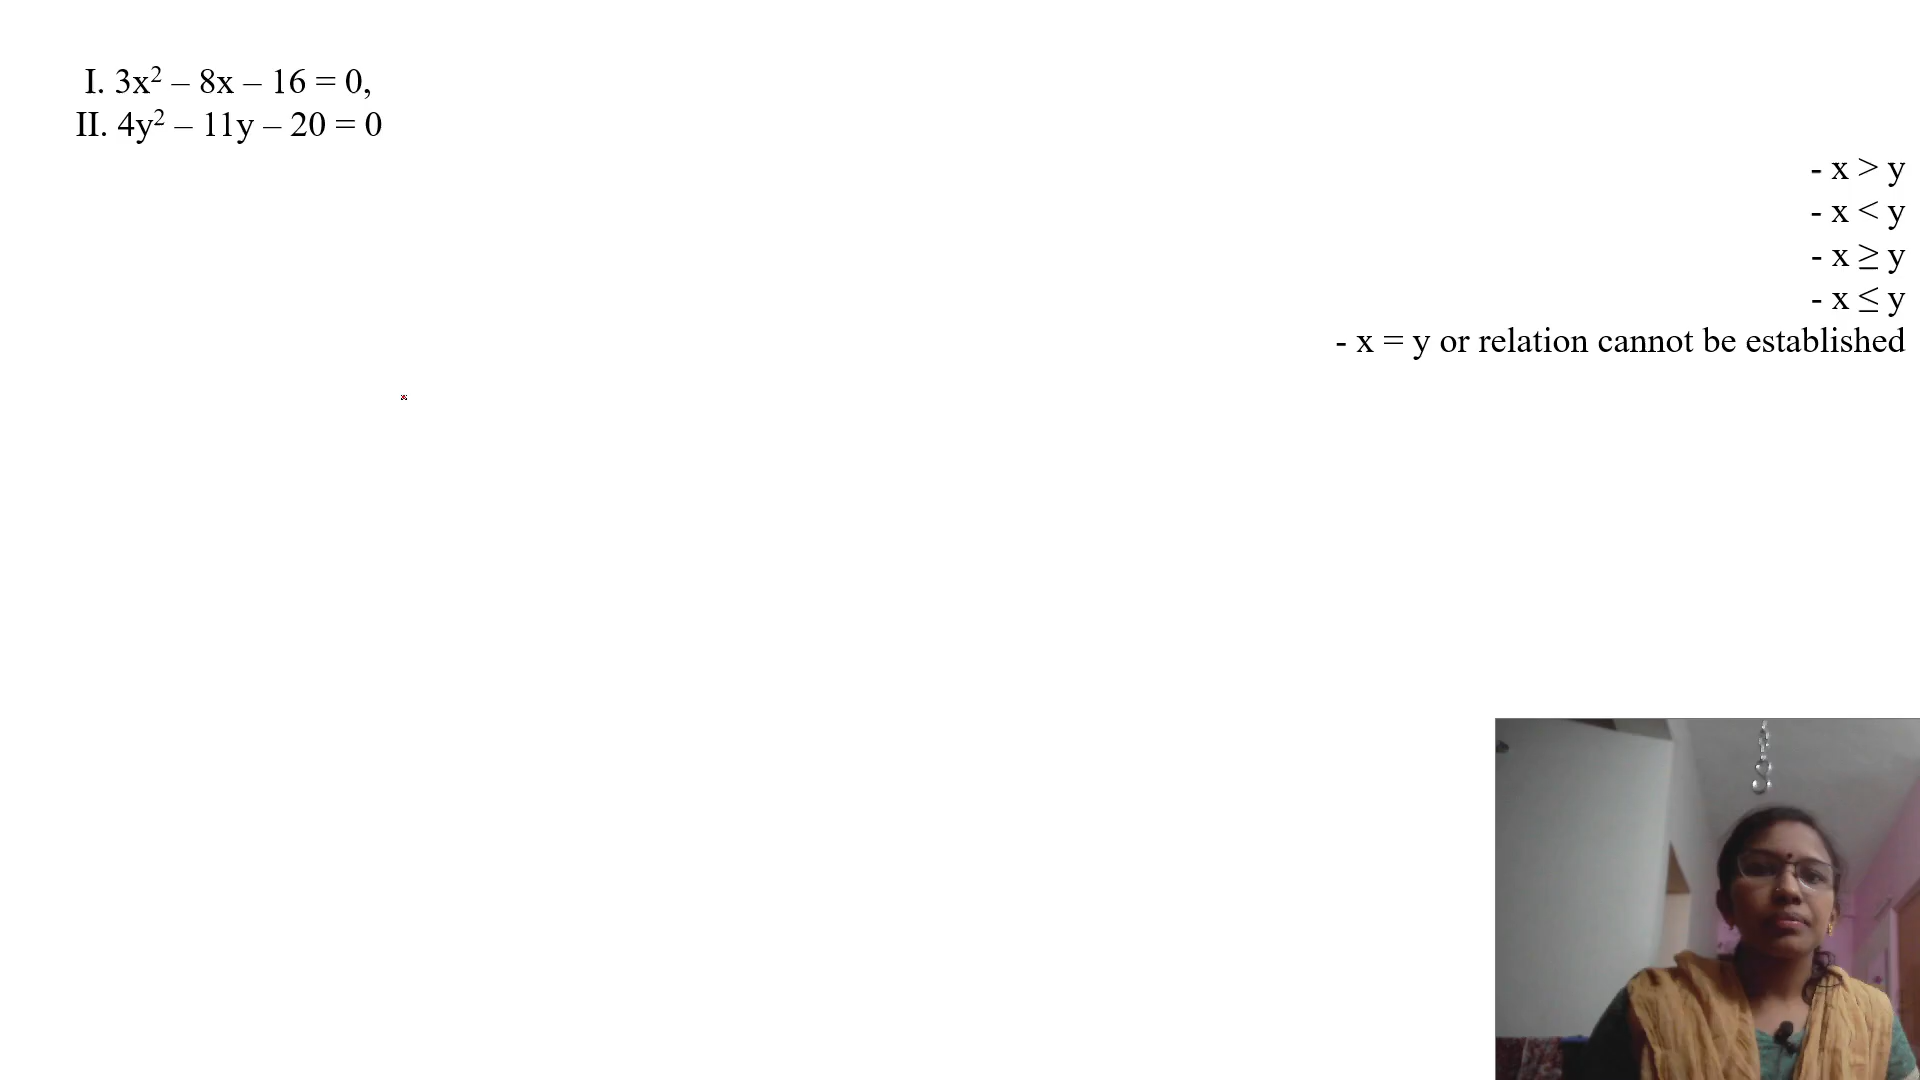 I. 3x² – 8x – 16 = 0,
II. 4y² – 11y – 20 = 0
- x > y
- x < y
- x ≥ y
- x ≤ y
- x = y or relation cannot be established